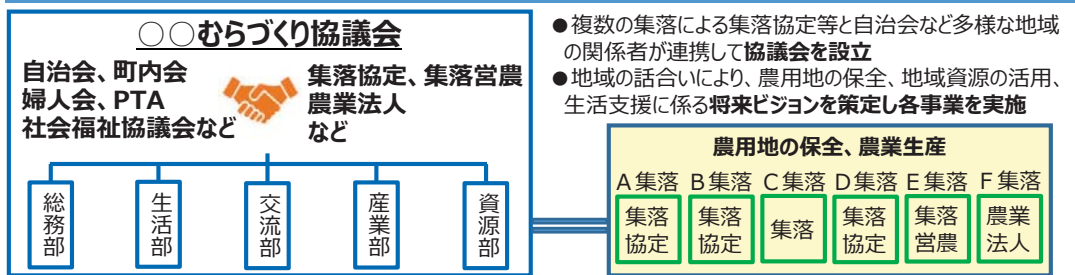 ○○むらづくり協議会
自治会、町内会
婦人会、PTA
社会福祉協議会など
集落協定、集落営農
農業法人
など
総務部
生活部
交流部
産業部
資源部
●複数の集落による集落協定等と自治会など多様な地域
の関係者が連携して協議会を設立
●地域の話合いにより、農用地の保全、地域資源の活用、
生活支援に係る将来ビジョンを策定し各事業を実施
農用地の保全、農業生産
A集落 B集落 C集落 D集落 E集落 F集落
集落
協定
集落
協定
集落
集落
協定
集落
営農
農業
法人